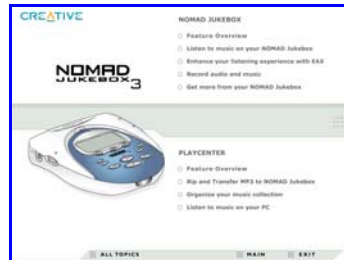 CREATIVE
NOMAD JUKEBOX
Feature Overview
Listen to music on your NOMAD Jukebox
Enhance your listening experience with EAX
Record audio and music
Get more from your NOMAD Jukebox
NOMAD
JUKEBOX 3
PLAYCENTER
Feature Overview
Rip and Transfer MP3 to NOMAD Jukebox
Organize your music collection
Listen to music on your PC
ALL TOPICS
MAIN
EXIT